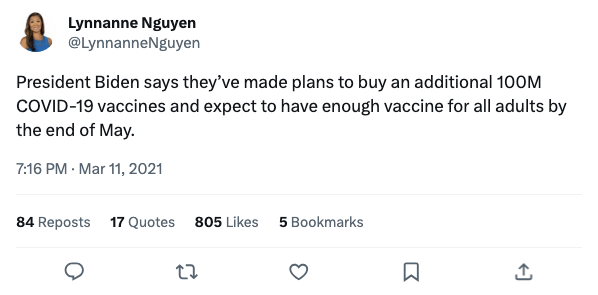 Lynnanne Nguyen
@LynnanneNguyen
President Biden says they’ve made plans to buy an additional 100M
COVID-19 vaccines and expect to have enough vaccine for all adults by
the end of May.
7:16 PM · Mar 11, 2021
84 Reposts 17 Quotes 805 Likes 5 Bookmarks